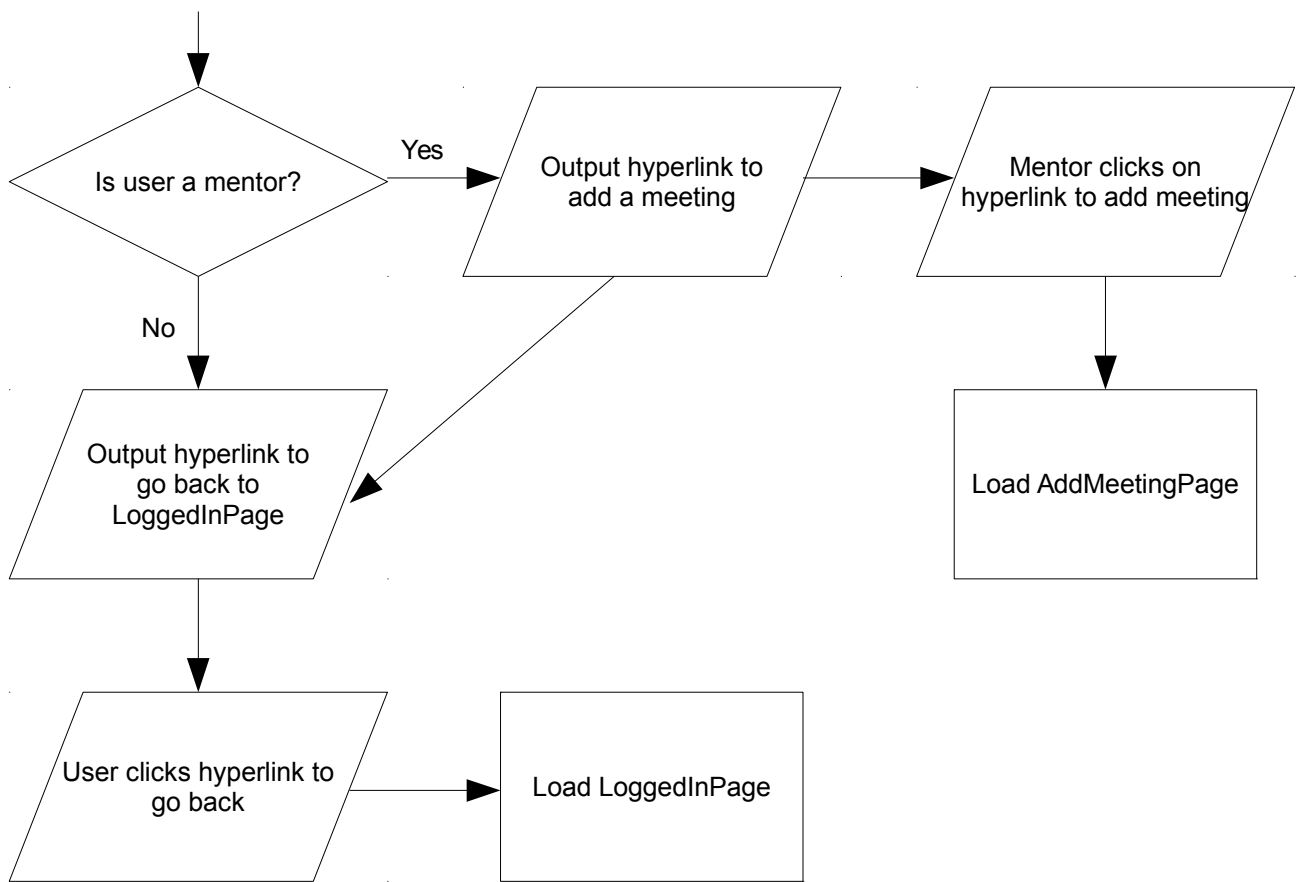 Is user a mentor?
Yes
Output hyperlink to
add a meeting
Mentor clicks on
hyperlink to add meeting
No
Output hyperlink to
go back to
LoggedInPage
Load AddMeetingPage
User clicks hyperlink to
go back
Load LoggedInPage